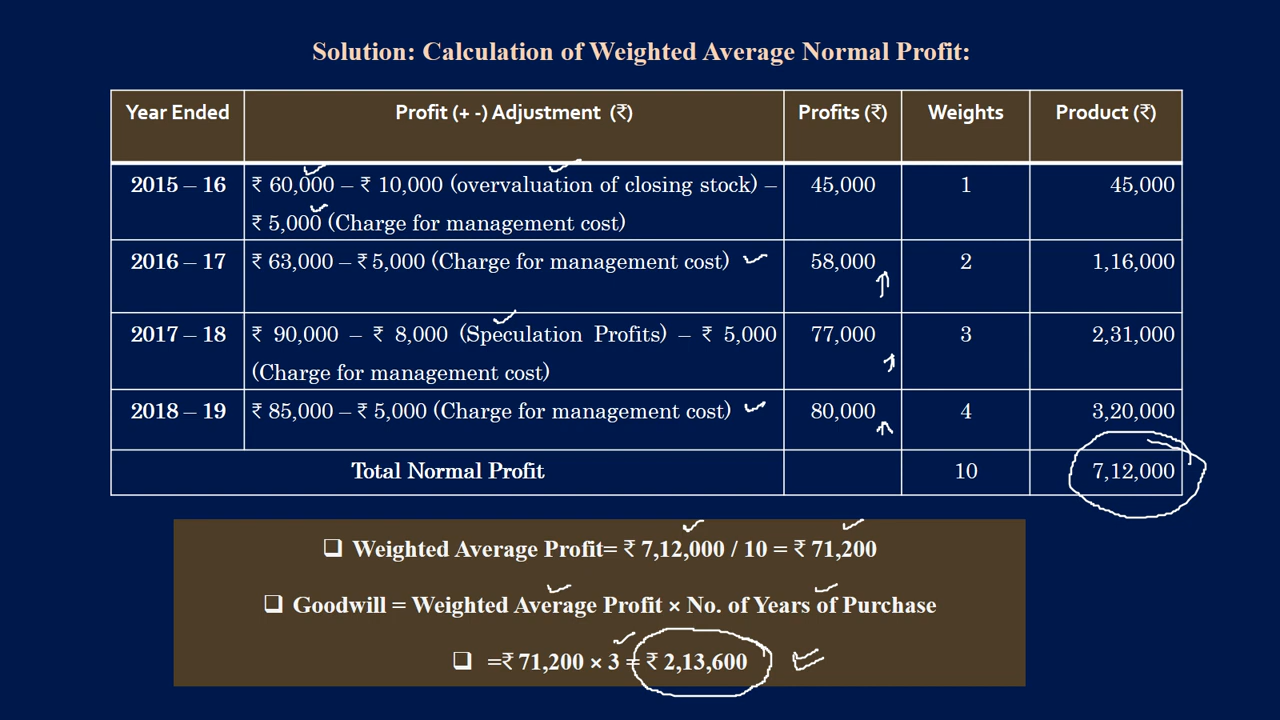 Solution: Calculation of Weighted Average Normal Profit:
Year Ended Profit (+ -) Adjustment (₹) Profits (₹) Weights Product (₹)
2015 – 16 ₹ 60,000 – ₹ 10,000 (overvaluation of closing stock) – 45,000 1 45,000
₹ 5,000 (Charge for management cost)
2016 – 17 ₹ 63,000 – ₹ 5,000 (Charge for management cost) 58,000 2 1,16,000
2017 – 18 ₹ 90,000 – ₹ 8,000 (Speculation Profits) – ₹ 5,000 77,000 3 2,31,000
(Charge for management cost)
2018 – 19 ₹ 85,000 – ₹ 5,000 (Charge for management cost) 80,000 4 3,20,000
Total Normal Profit 10 7,12,000
❑ Weighted Average Profit= ₹ 7,12,000 / 10 = ₹ 71,200
❑ Goodwill = Weighted Average Profit × No. of Years of Purchase
❑ =₹ 71,200 × 3 = ₹ 2,13,600